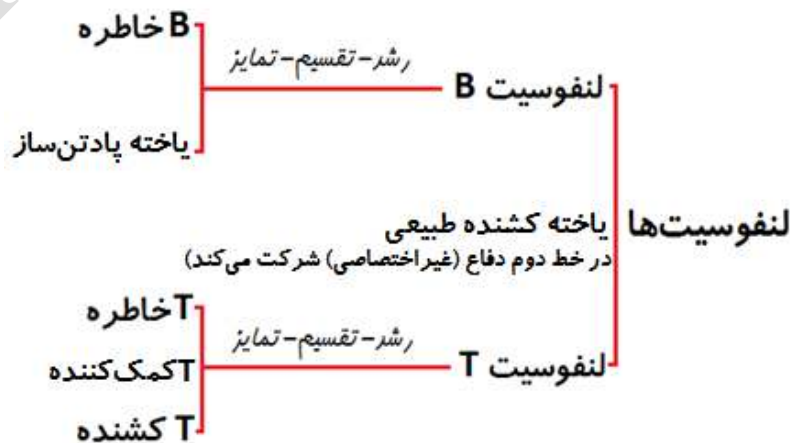 لنفوسیت‌ها
لنفوسیت B
رشد-تقسیم-تمایز
B خاطره
یاخته پادتن‌ساز
یاخته کشنده طبیعی
در خط دوم دفاع (غیراختصاصی) شرکت می‌کند)
لنفوسیت T
رشد-تقسیم-تمایز
T خاطره
T کمک‌کننده
T کشنده